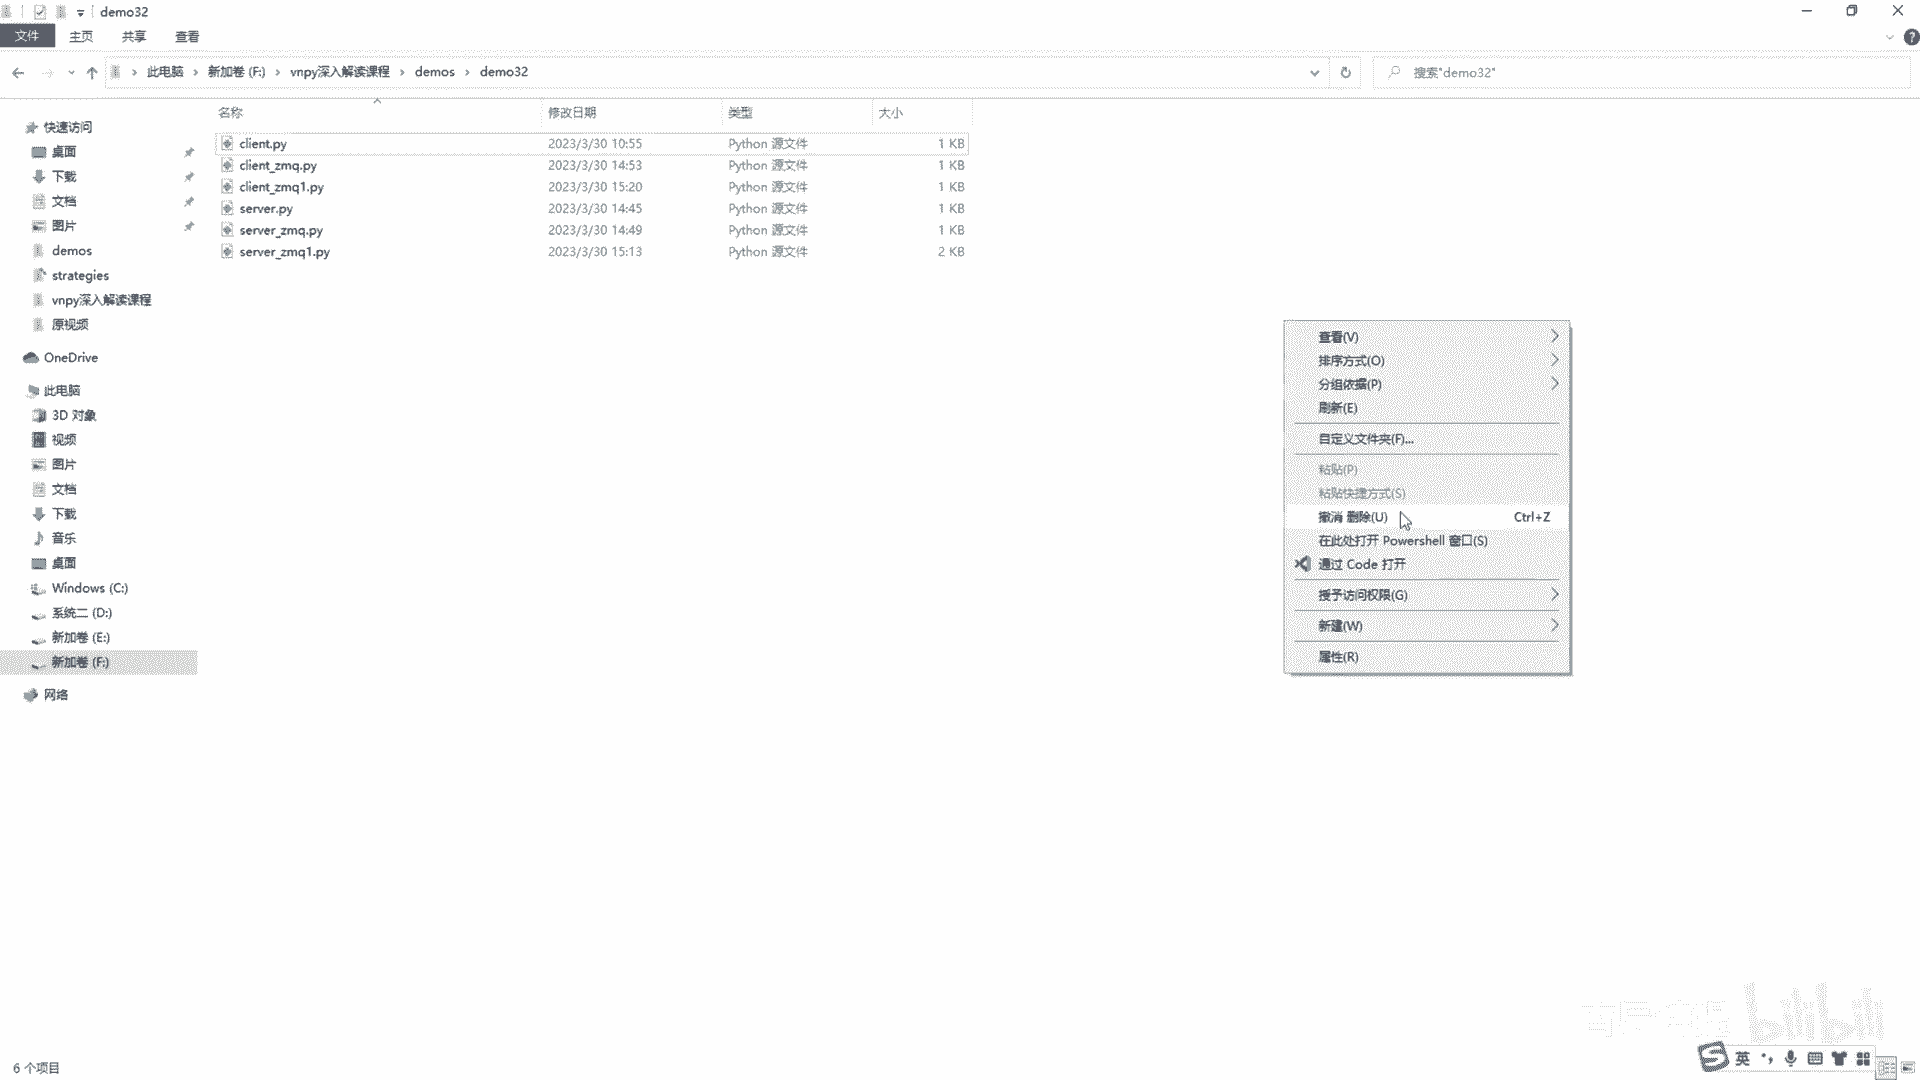 demo32
文件 主页 共享 查看
此电脑 新加卷 (F:) vnpy深入解读课程 demos demo32 搜索"demo32"
名称 修改日期 类型 大小
client.py 2023/3/30 10:55 Python 源文件 1 KB
client_zmq.py 2023/3/30 14:53 Python 源文件 1 KB
client_zmq1.py 2023/3/30 15:20 Python 源文件 1 KB
server.py 2023/3/30 14:45 Python 源文件 1 KB
server_zmq.py 2023/3/30 14:49 Python 源文件 1 KB
server_zmq1.py 2023/3/30 15:13 Python 源文件 2 KB
快速访问
桌面
下载
文档
图片
demos
strategies
vnpy深入解读课程
原视频
OneDrive
此电脑
3D 对象
视频
图片
文档
下载
音乐
桌面
Windows (C:)
系统二 (D:)
新加卷 (E:)
新加卷 (F:)
网络
查看(V)
排序方式(O)
分组依据(P)
刷新(E)
自定义文件夹(F)...
粘贴(P)
粘贴快捷方式(S)
撤消 删除(U) Ctrl+Z
在此处打开 Powershell 窗口(S)
通过 Code 打开
授予访问权限(G)
新建(W)
属性(R)
bilibili
英
6 个项目